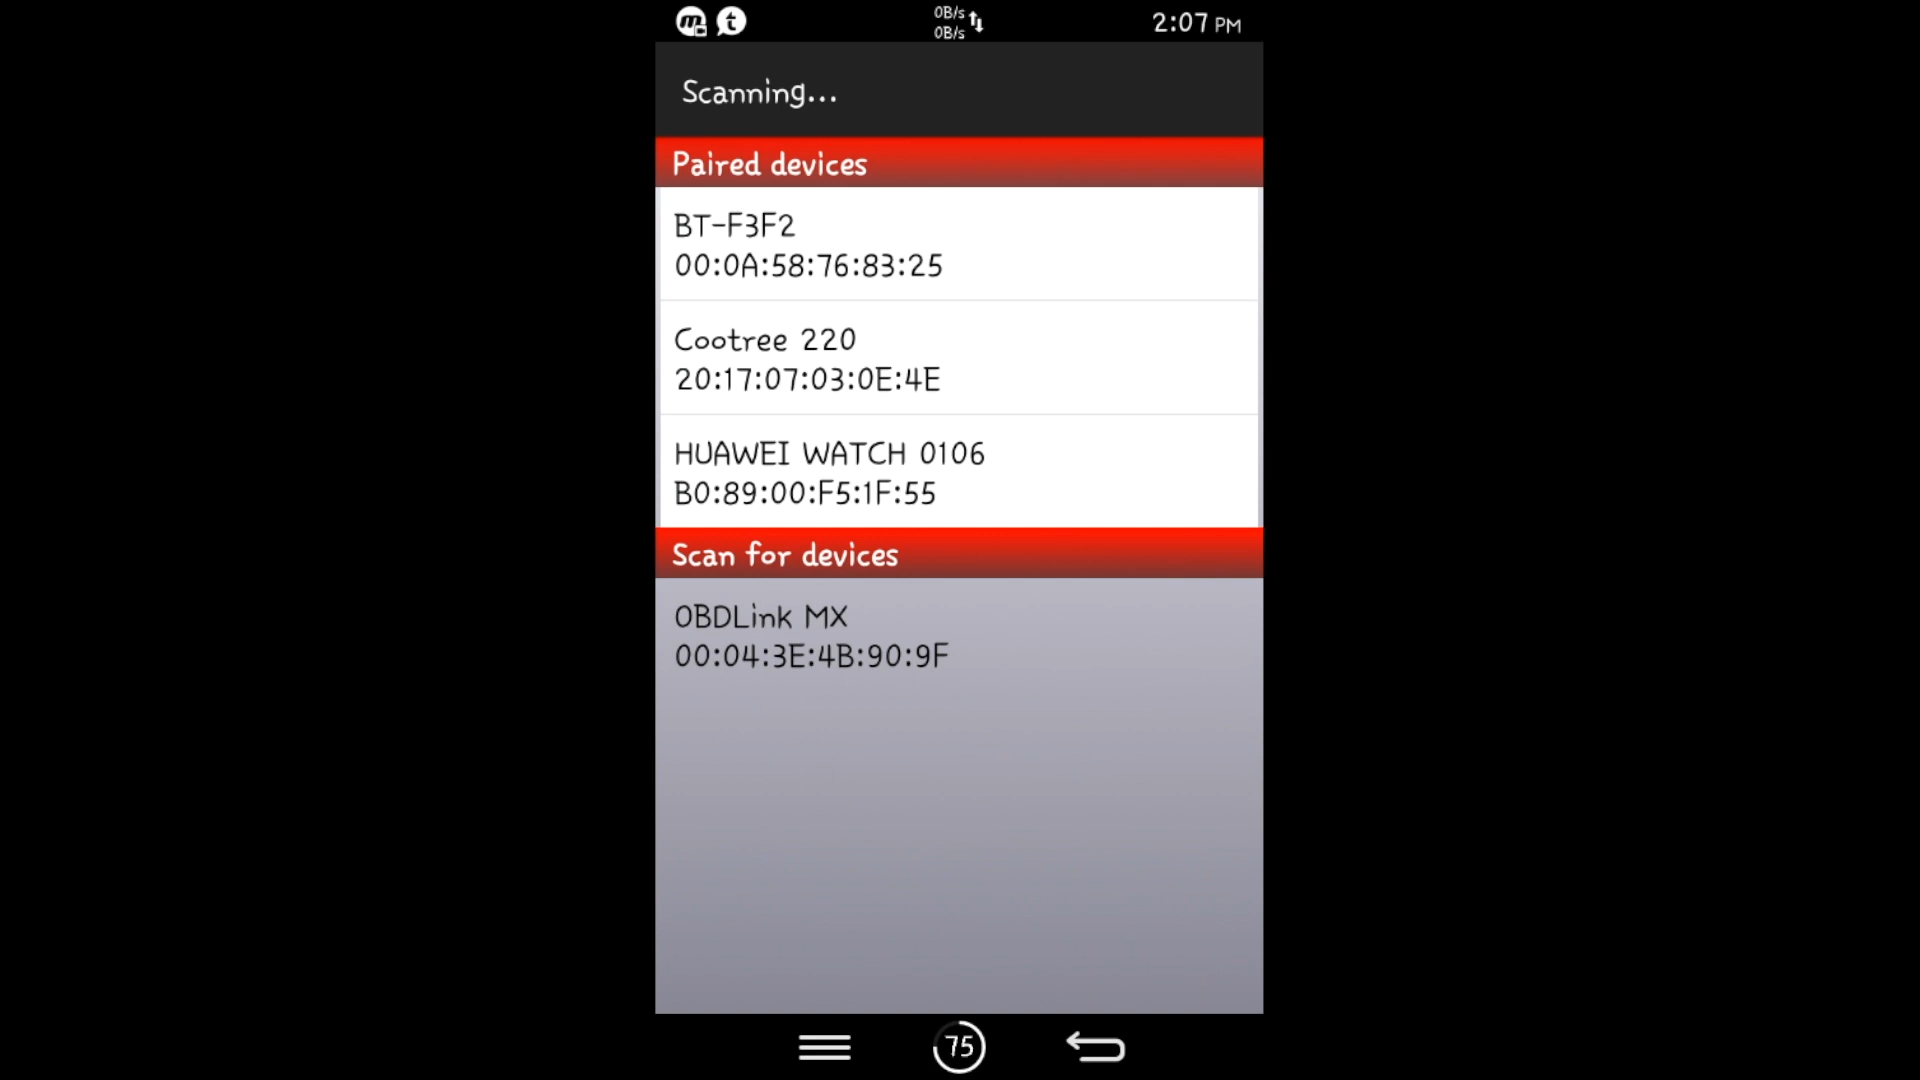 m t 0B/s 2:07 PM
0B/s
Scanning...
Paired devices
BT-F3F2
00:0A:58:76:83:25
Cootree 220
20:17:07:03:0E:4E
HUAWEI WATCH 0106
B0:89:00:F5:1F:55
Scan for devices
OBDLink MX
00:04:3E:4B:90:9F
75